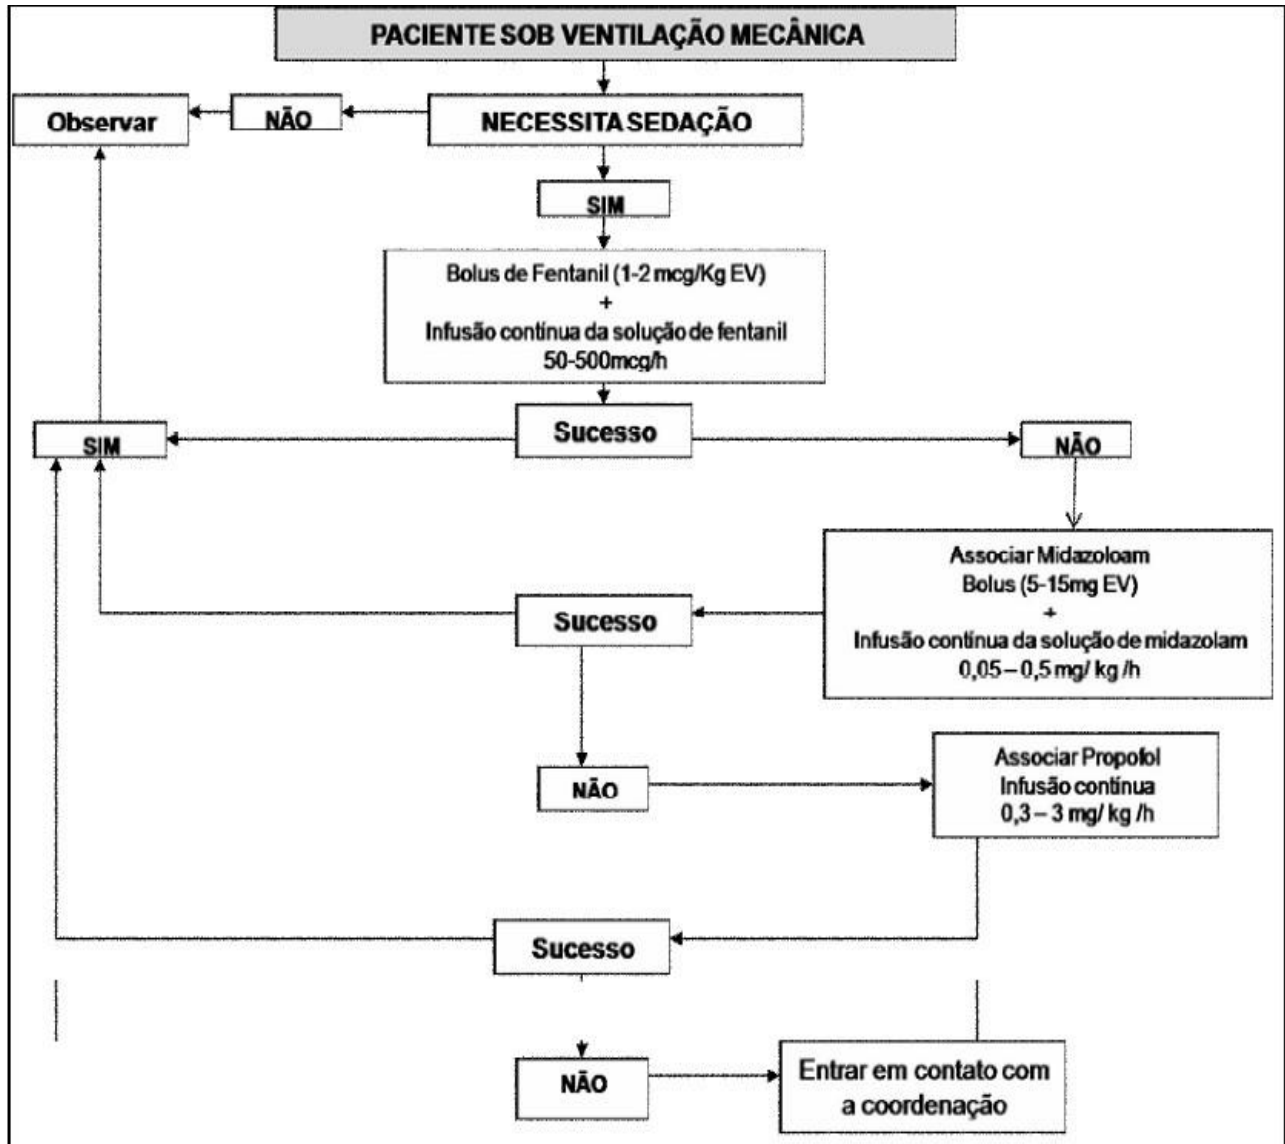 PACIENTE SOB VENTILAÇÃO MECÂNICA
Observar
NÃO
NECESSITA SEDAÇÃO
SIM
Bolus de Fentanil (1-2 mcg/Kg EV)
+
Infusão contínua da solução de fentanil
50-500mcg/h
SIM
Sucesso
NÃO
Associar Midazoloam
Bolus (5-15mg EV)
+
Infusão contínua da solução de midazolam
0,05 – 0,5 mg/ kg /h
Sucesso
NÃO
Associar Propofol
Infusão contínua
0,3 – 3 mg/ kg /h
Sucesso
NÃO
Entrar em contato com
a coordenação